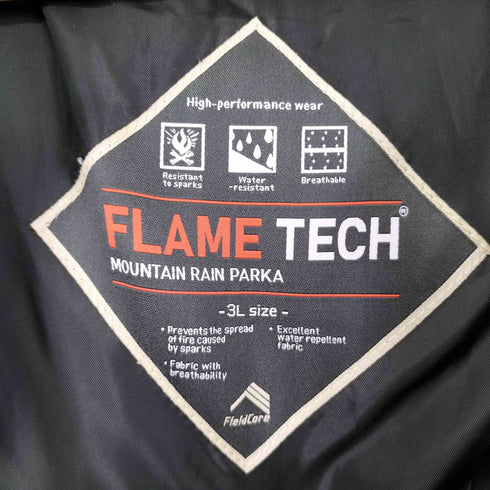 High-performance wear
Resistant
to sparks
Water
-resistant
Breathable
FLAME TECH®
MOUNTAIN RAIN PARKA
-3L size-
• Prevents the spread
of fire caused
by sparks
• Fabric with
breathability
• Excellent
water repellent
fabric
FieldCore